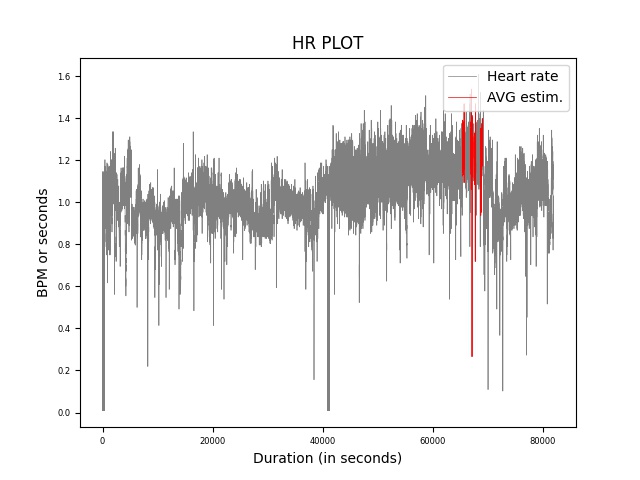 HR PLOT
Heart rate
AVG estim.
BPM or seconds
1.6
1.4
1.2
1.0
0.8
0.6
0.4
0.2
0.0
0
20000
40000
60000
80000
Duration (in seconds)